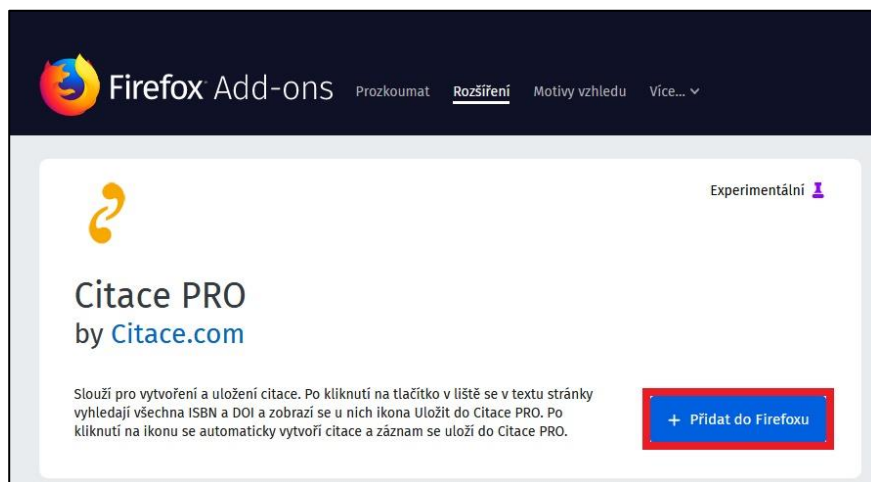 Firefox Add-ons Prozkoumat Rozšíření Motivy vzhledu Více...
Experimentální
Citace PRO
by Citace.com
Slouží pro vytvoření a uložení citace. Po kliknutí na tlačítko v liště se v textu stránky
vyhledají všechna ISBN a DOI a zobrazí se u nich ikona Uložit do Citace PRO. Po
kliknutí na ikonu se automaticky vytvoří citace a záznam se uloží do Citace PRO.
+ Přidat do Firefoxu